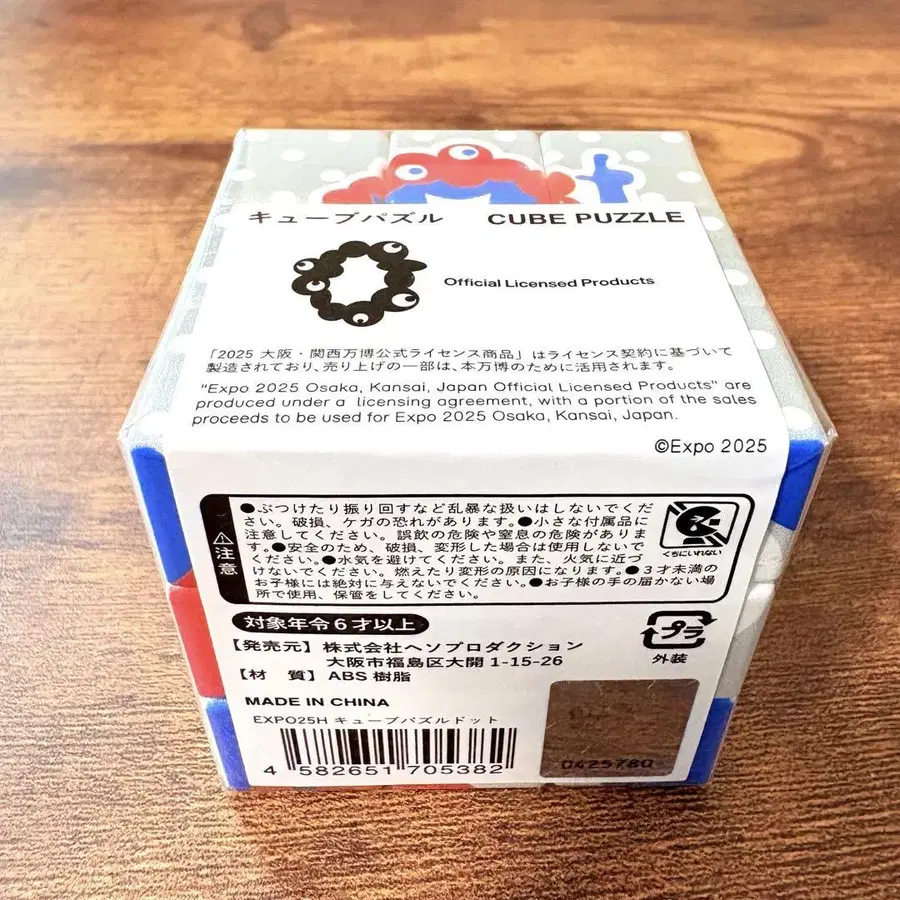 キューブパズル CUBE PUZZLE
Official Licensed Products
「2025 大阪・関西万博公式ライセンス商品」はライセンス契約に基づいて
製造されており、売り上げの一部は、本万博のために活用されます。
"Expo 2025 Osaka, Kansai, Japan Official Licensed Products" are
produced under a licensing agreement, with a portion of the sales
proceeds to be used for Expo 2025 Osaka, Kansai, Japan.
©Expo 2025
⚠注意
●ぶつけたり振り回すなど乱暴な扱いはしないでくだ
さい。破損、ケガの恐れがあります。●小さな付属品に
注意してください。誤飲の危険や窒息の危険がありま
す。●安全のため、破損、変形した場合は使用しないで
ください。●水気を避けてください。また、火気に近づ
けないでください。燃えたり変形の原因になります。●3才未満の
お子様には絶対に与えないでください。●お子様の手の届かない場
所で使用、保管をしてください。
くちにいれない
対象年令6才以上
【発売元】株式会社ヘソプロダクション
大阪市福島区大開1-15-26
【材 質】ABS 樹脂
プラ
外装
MADE IN CHINA
EXPO25H キューブパズルドット
4 582651 705382
0425780